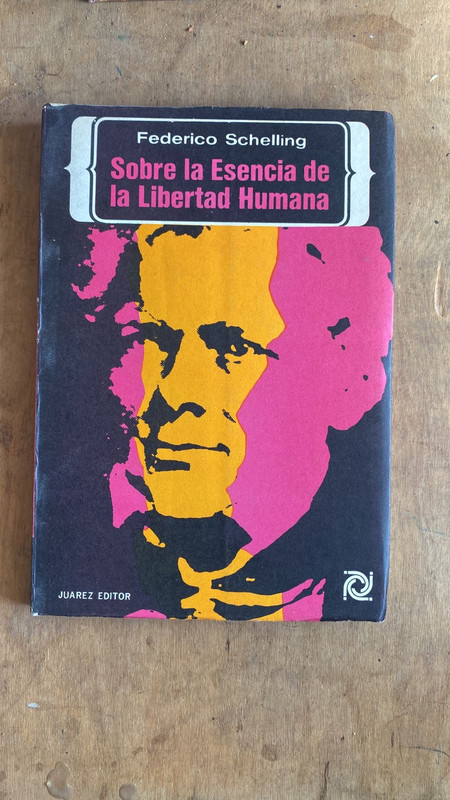 Federico Schelling
Sobre la Esencia de
la Libertad Humana
JUAREZ EDITOR